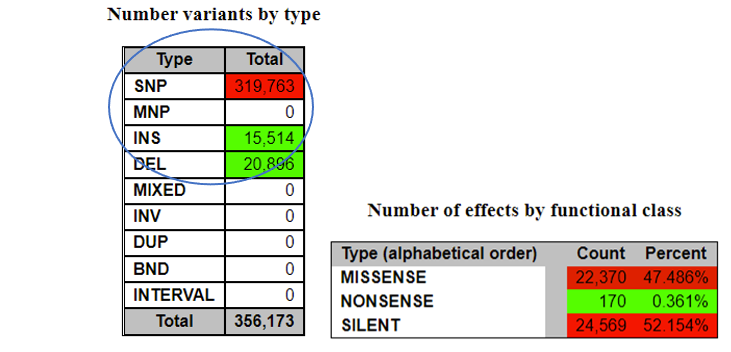 Number variants by type
Type Total
SNP 319,763
MNP 0
INS 15,514
DEL 20,896
MIXED 0
INV 0
DUP 0
BND 0
INTERVAL 0
Total 356,173
Number of effects by functional class
Type (alphabetical order) Count Percent
MISSENSE 22,370 47.486%
NONSENSE 170 0.361%
SILENT 24,569 52.154%